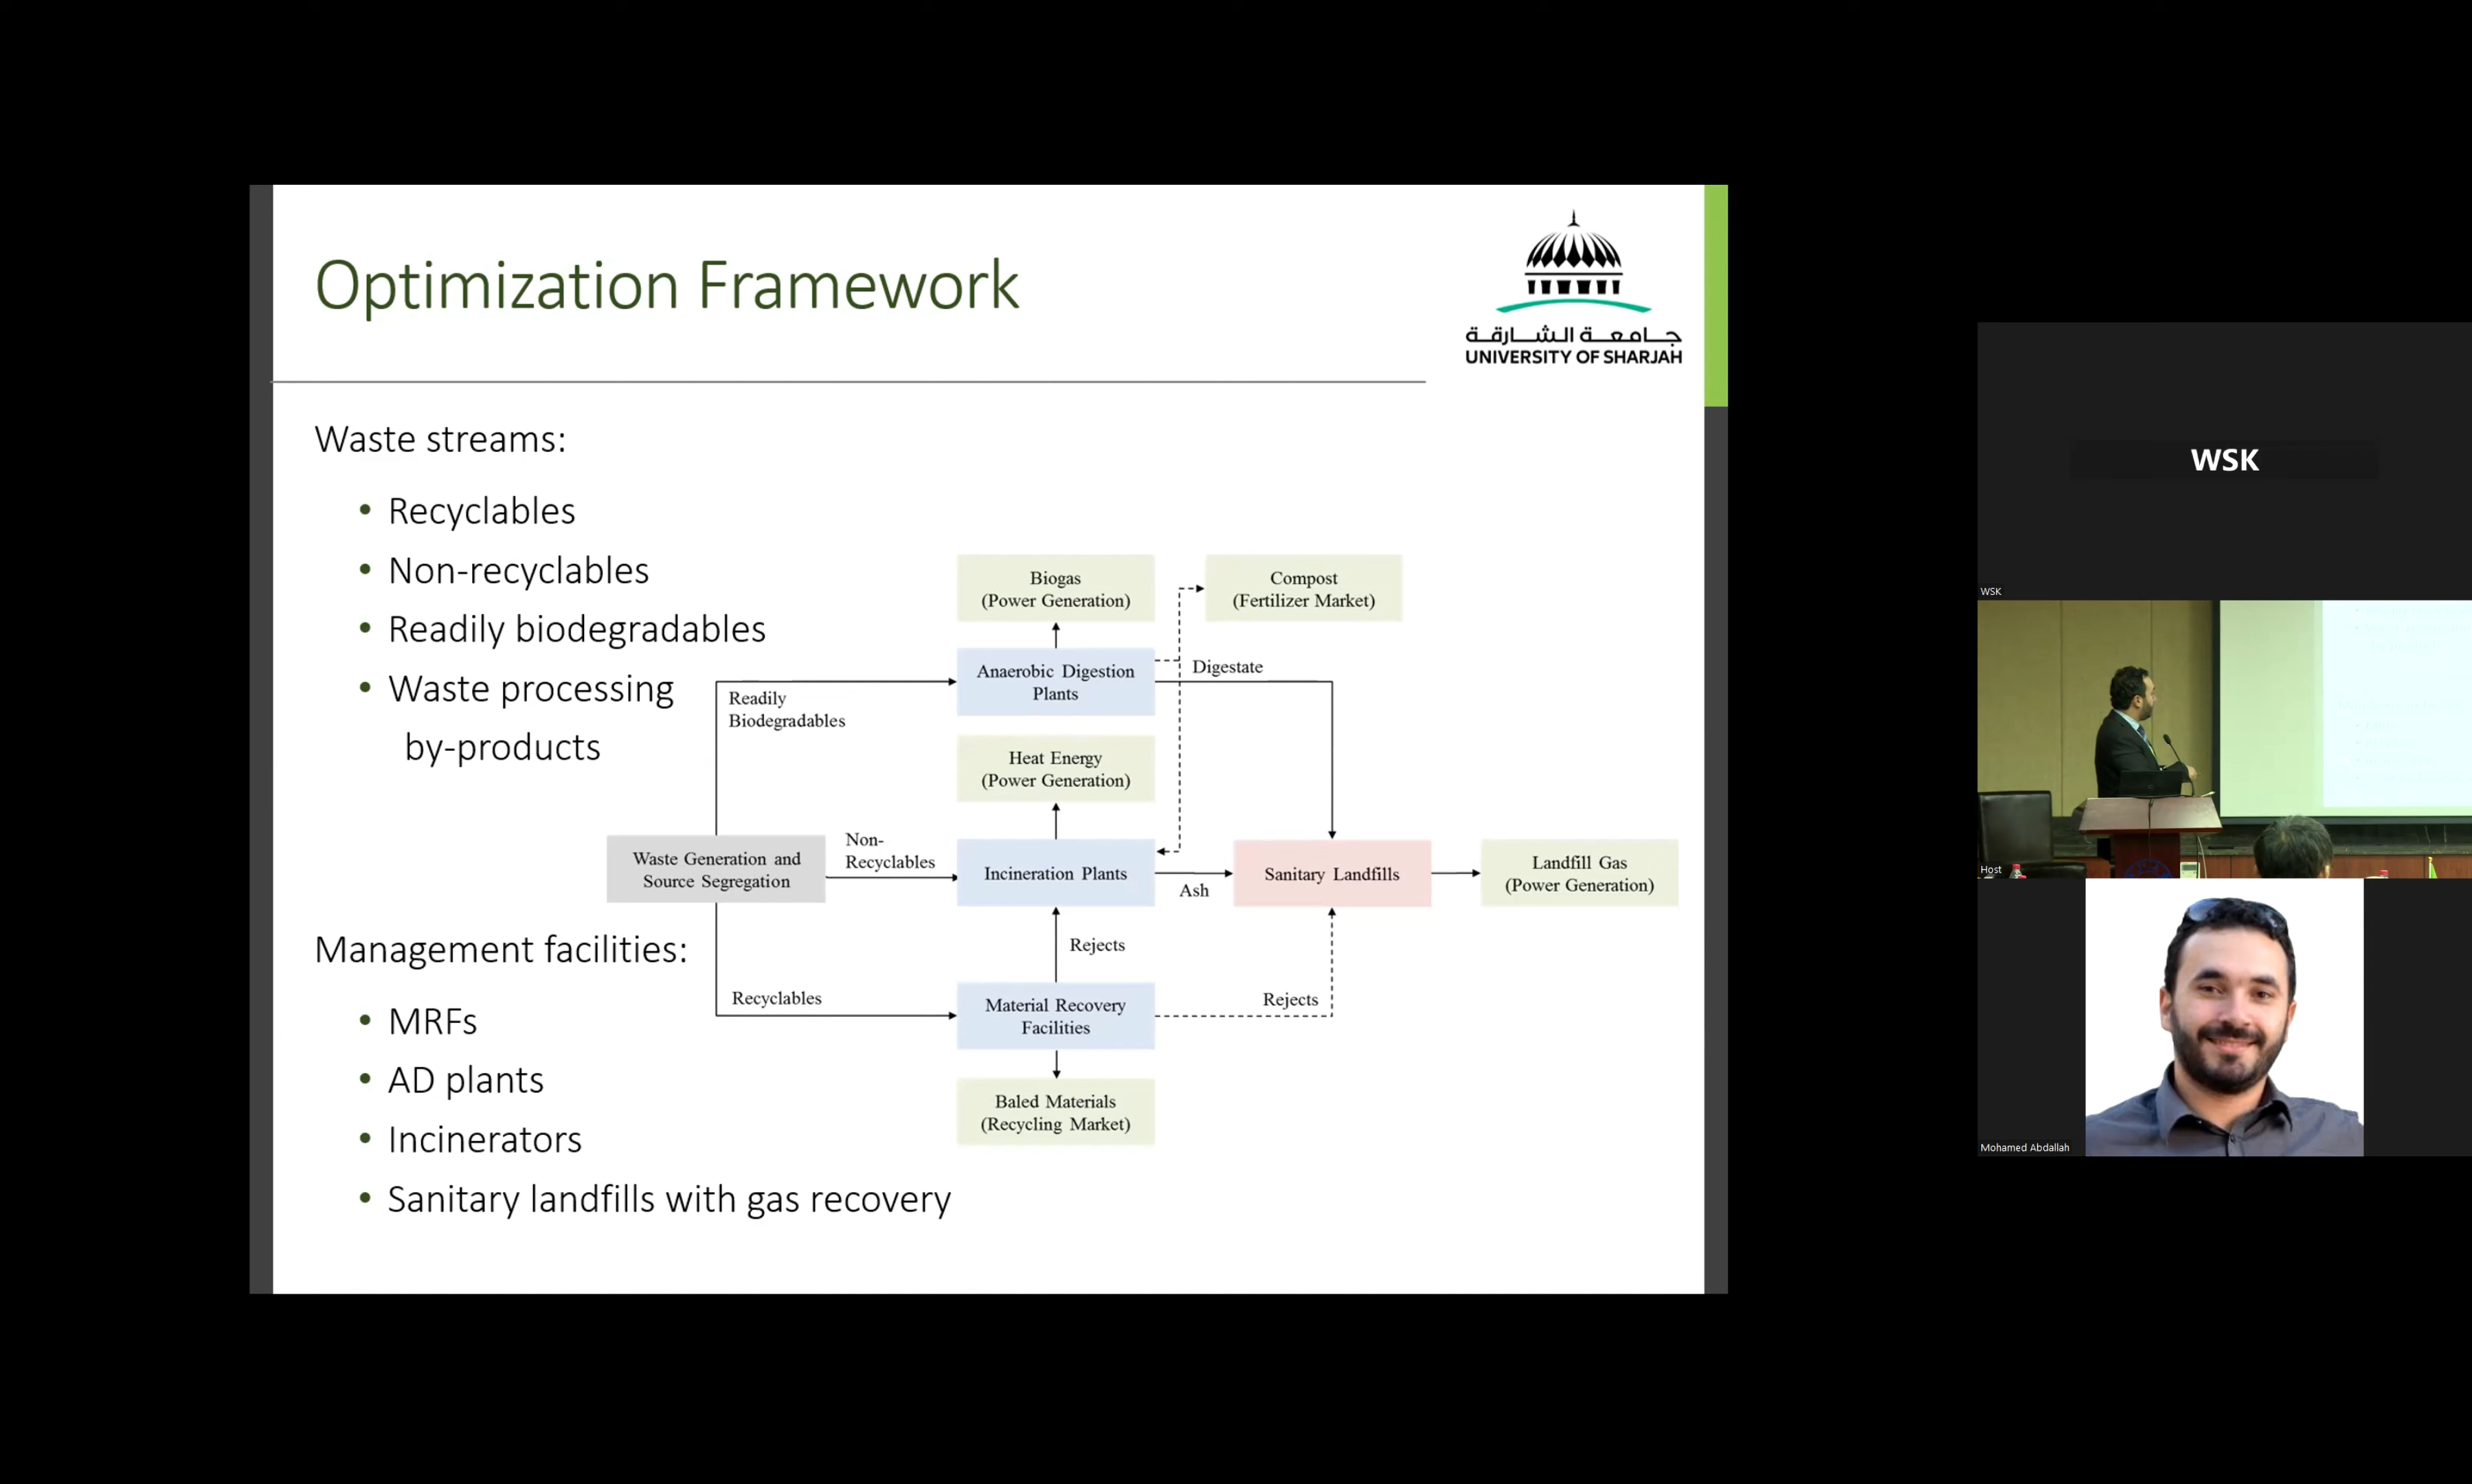 Optimization Framework
جامعة الشارقة
UNIVERSITY OF SHARJAH
Waste streams:
• Recyclables
• Non-recyclables
• Readily biodegradables
• Waste processing
by-products
Management facilities:
• MRFs
• AD plants
• Incinerators
• Sanitary landfills with gas recovery
Biogas
(Power Generation)
Compost
(Fertilizer Market)
Anaerobic Digestion
Plants
Digestate
Readily
Biodegradables
Heat Energy
(Power Generation)
Waste Generation and
Source Segregation
Non-
Recyclables
Incineration Plants
Ash
Sanitary Landfills
Landfill Gas
(Power Generation)
Rejects
Recyclables
Material Recovery
Facilities
Rejects
Baled Materials
(Recycling Market)
WSK
WSK
Host
Mohamed Abdallah